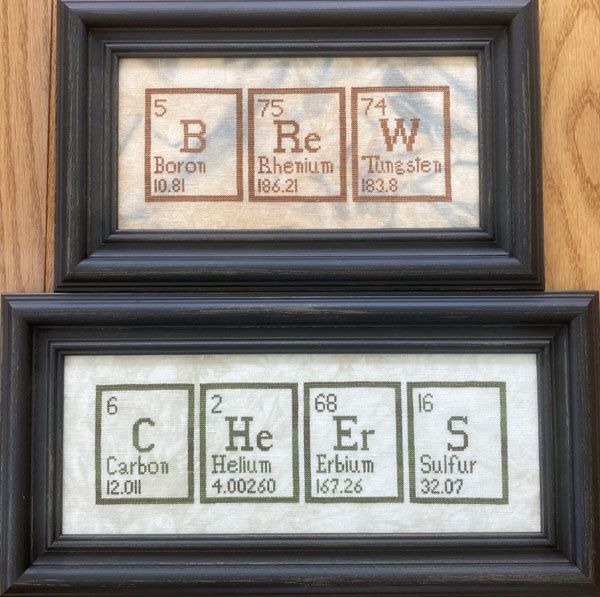 5 75 74
B Re W
Boron Rhenium Tungsten
10.81 186.21 183.8
6 2 68 16
C He Er S
Carbon Helium Erbium Sulfur
12.011 4.00260 167.26 32.07